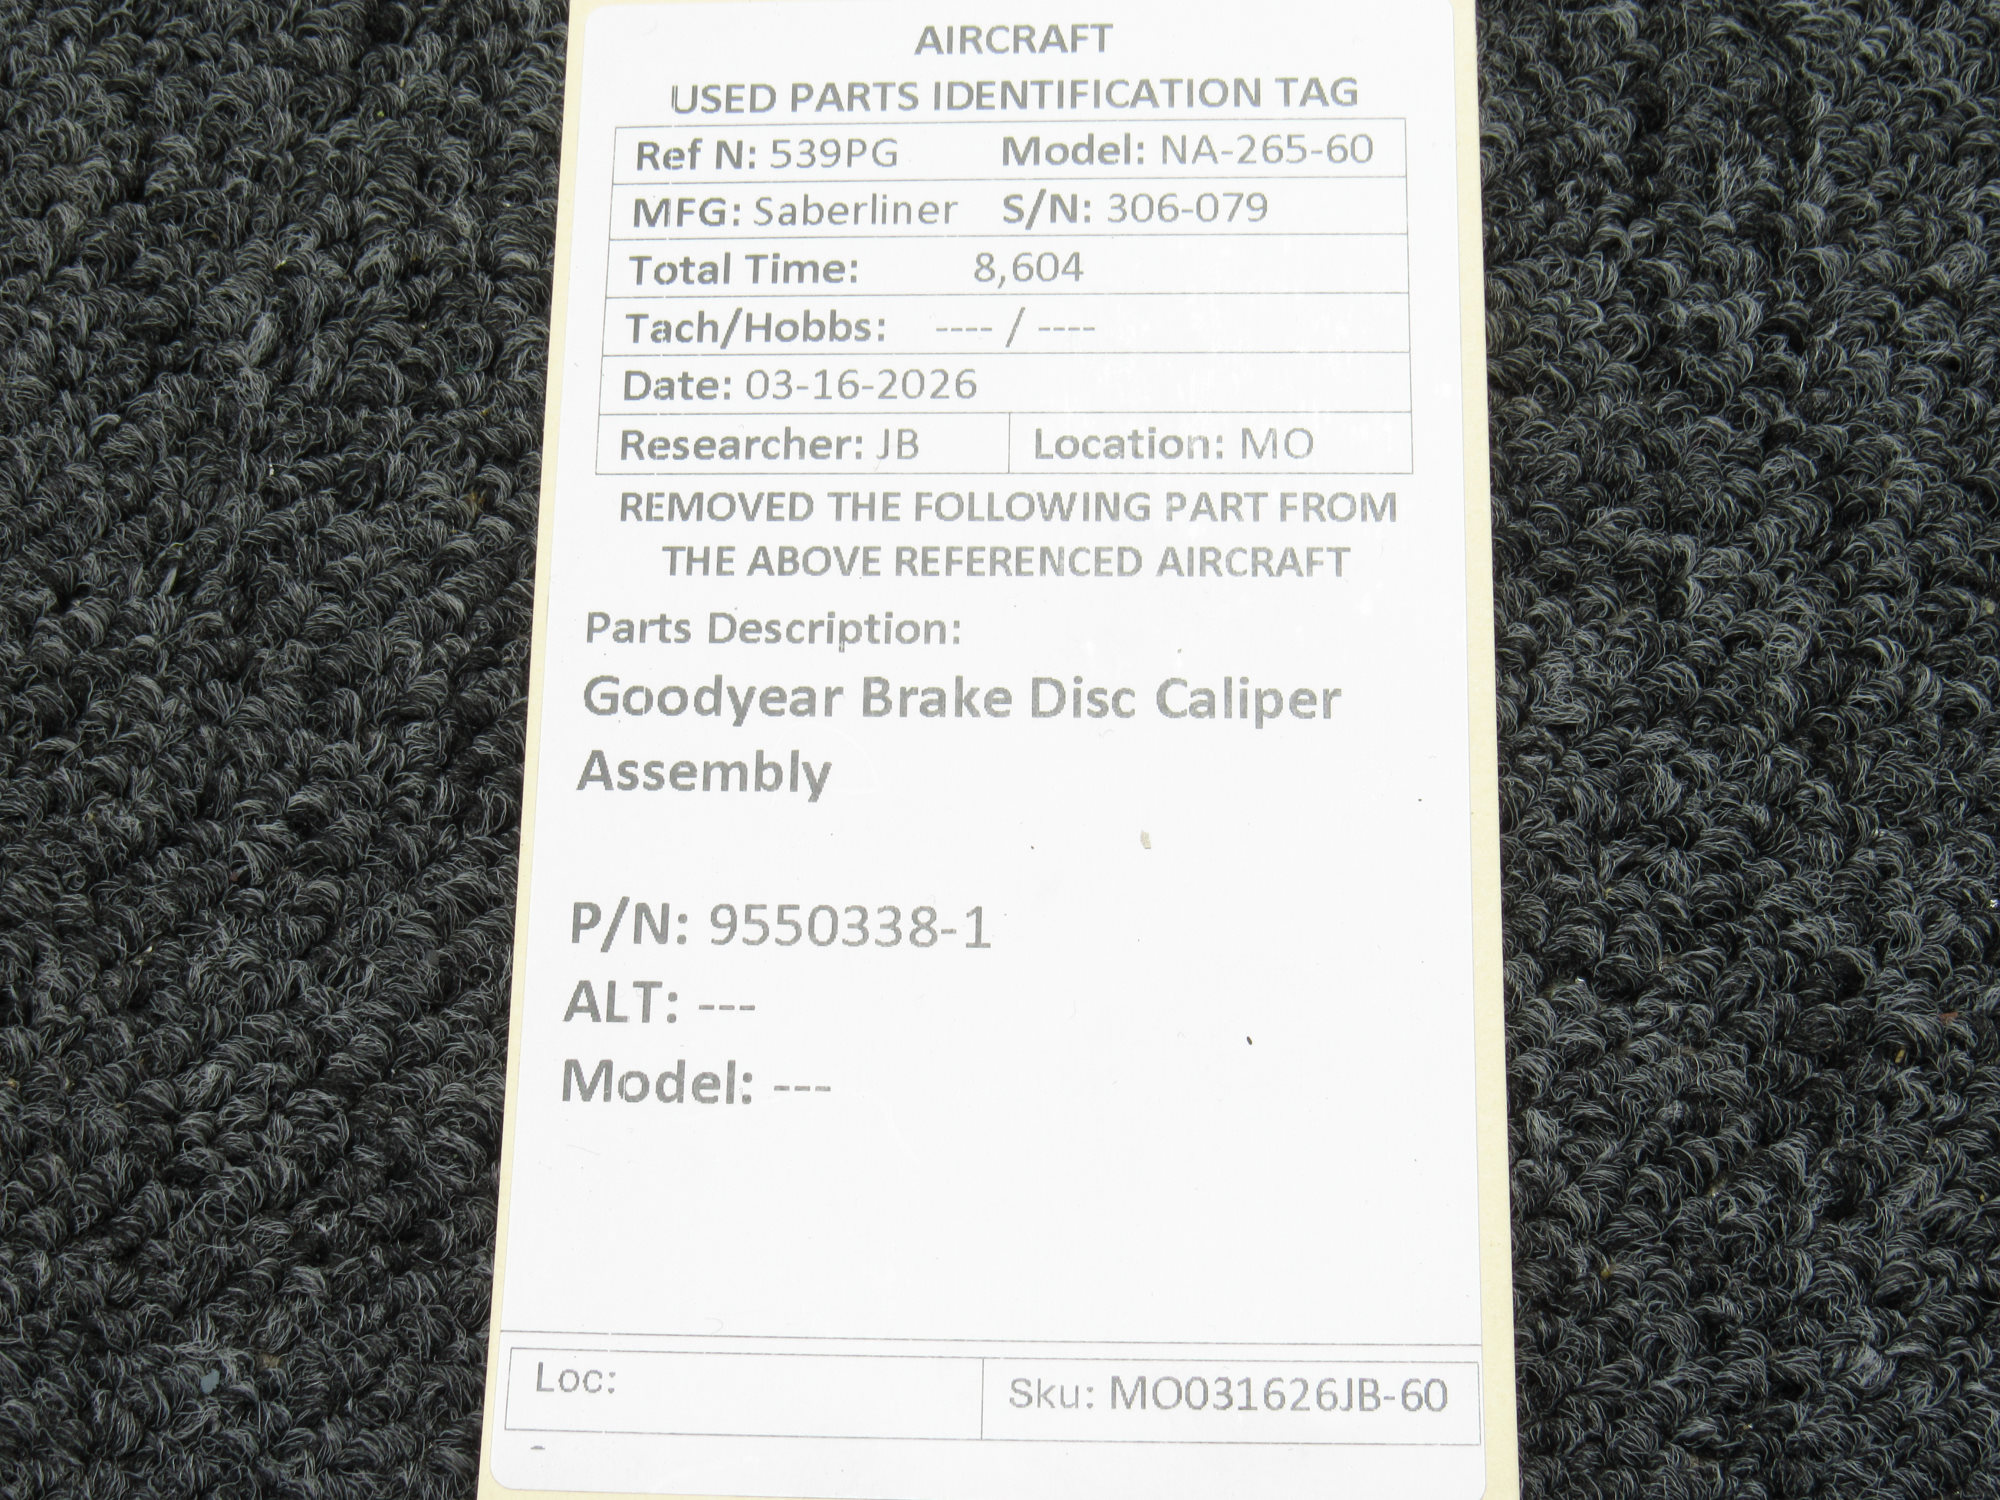 AIRCRAFT
USED PARTS IDENTIFICATION TAG
Ref N: 539PG Model: NA-265-60
MFG: Saberliner S/N: 306-079
Total Time: 8,604
Tach/Hobbs: ---- / ----
Date: 03-16-2026
Researcher: JB Location: MO
REMOVED THE FOLLOWING PART FROM
THE ABOVE REFERENCED AIRCRAFT
Parts Description:
Goodyear Brake Disc Caliper
Assembly
P/N: 9550338-1
ALT: ---
Model: ---
Loc: Sku: MO031626JB-60